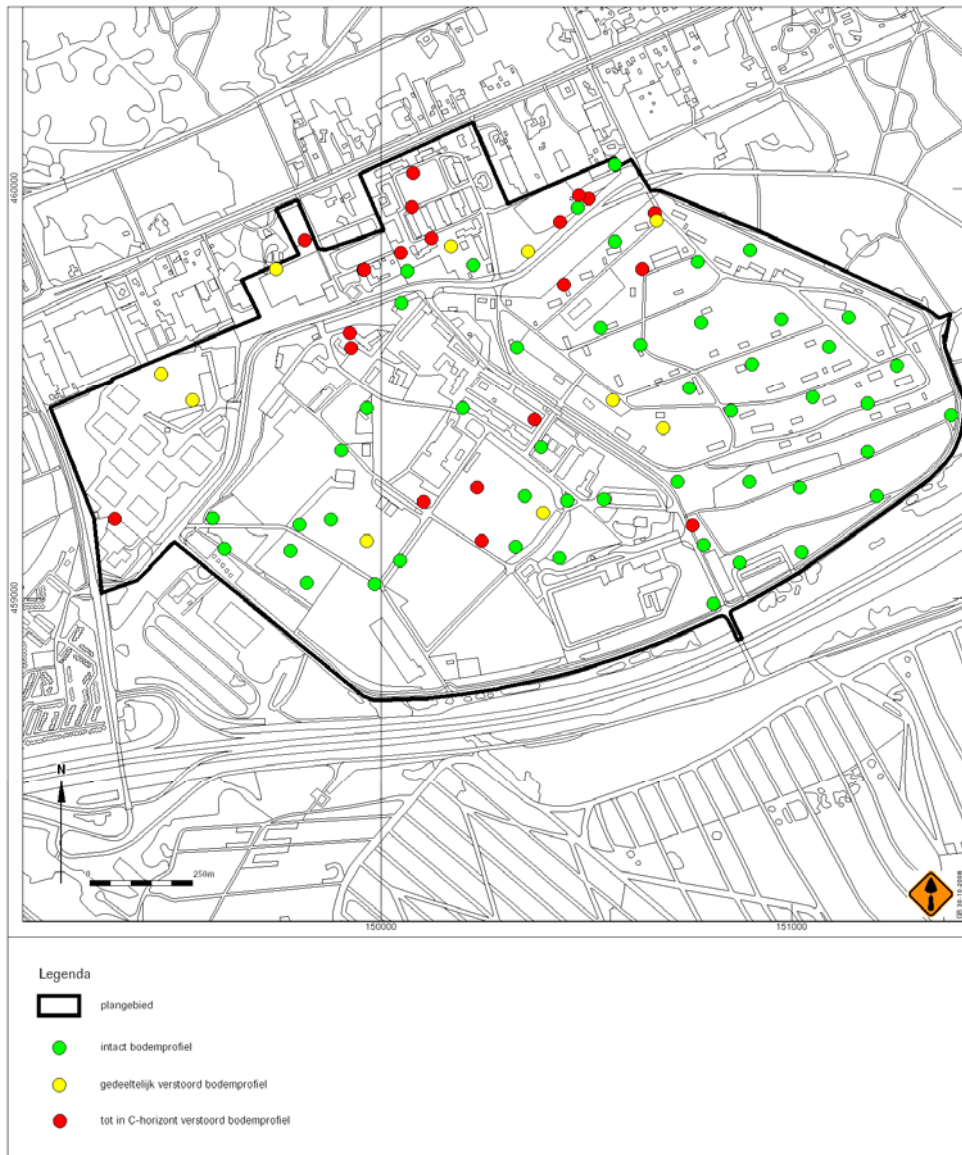 460000
459000
N
0 250m
150000
151000
Legenda
plangebied
intact bodemprofiel
gedeeltelijk verstoord bodemprofiel
tot in C-horizont verstoord bodemprofiel